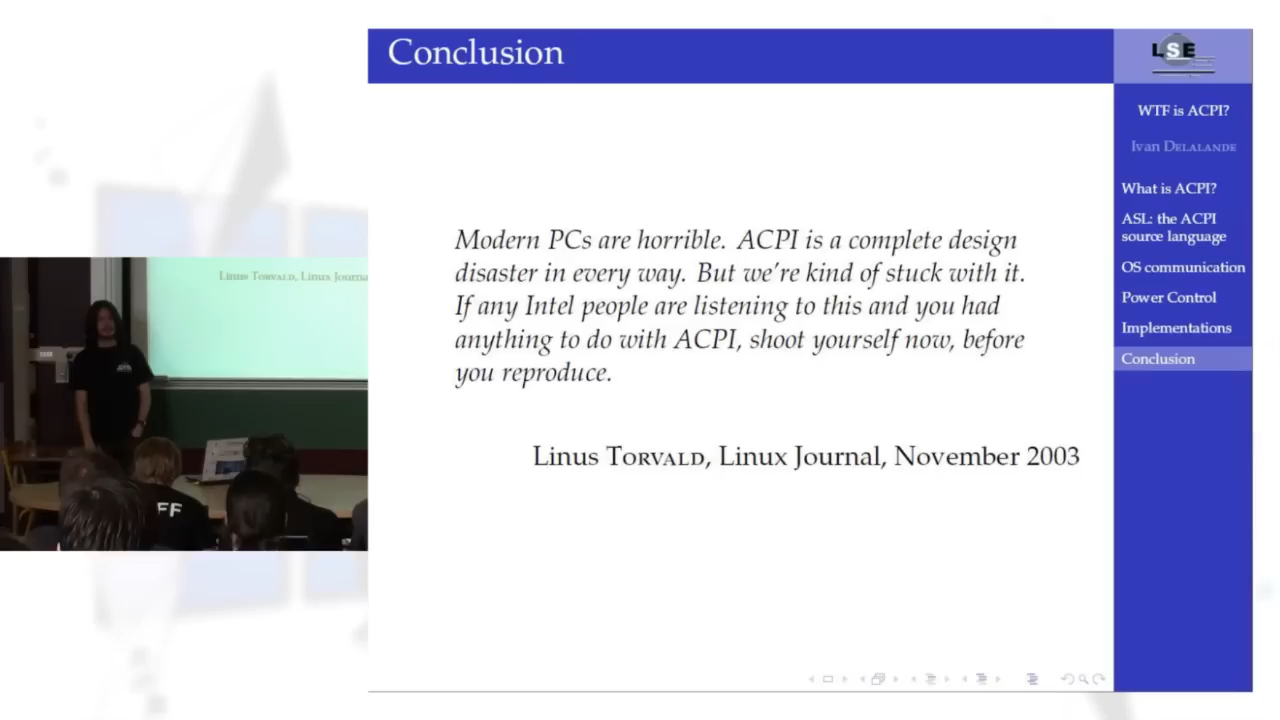 Conclusion
LSE
WTF is ACPI?
Ivan DELALANDE
What is ACPI?
ASL: the ACPI
source language
OS communication
Power Control
Implementations
Conclusion
Modern PCs are horrible. ACPI is a complete design
disaster in every way. But we're kind of stuck with it.
If any Intel people are listening to this and you had
anything to do with ACPI, shoot yourself now, before
you reproduce.
Linus TORVALD, Linux Journal, November 2003
Linus TORVALD, Linux Journa
FF